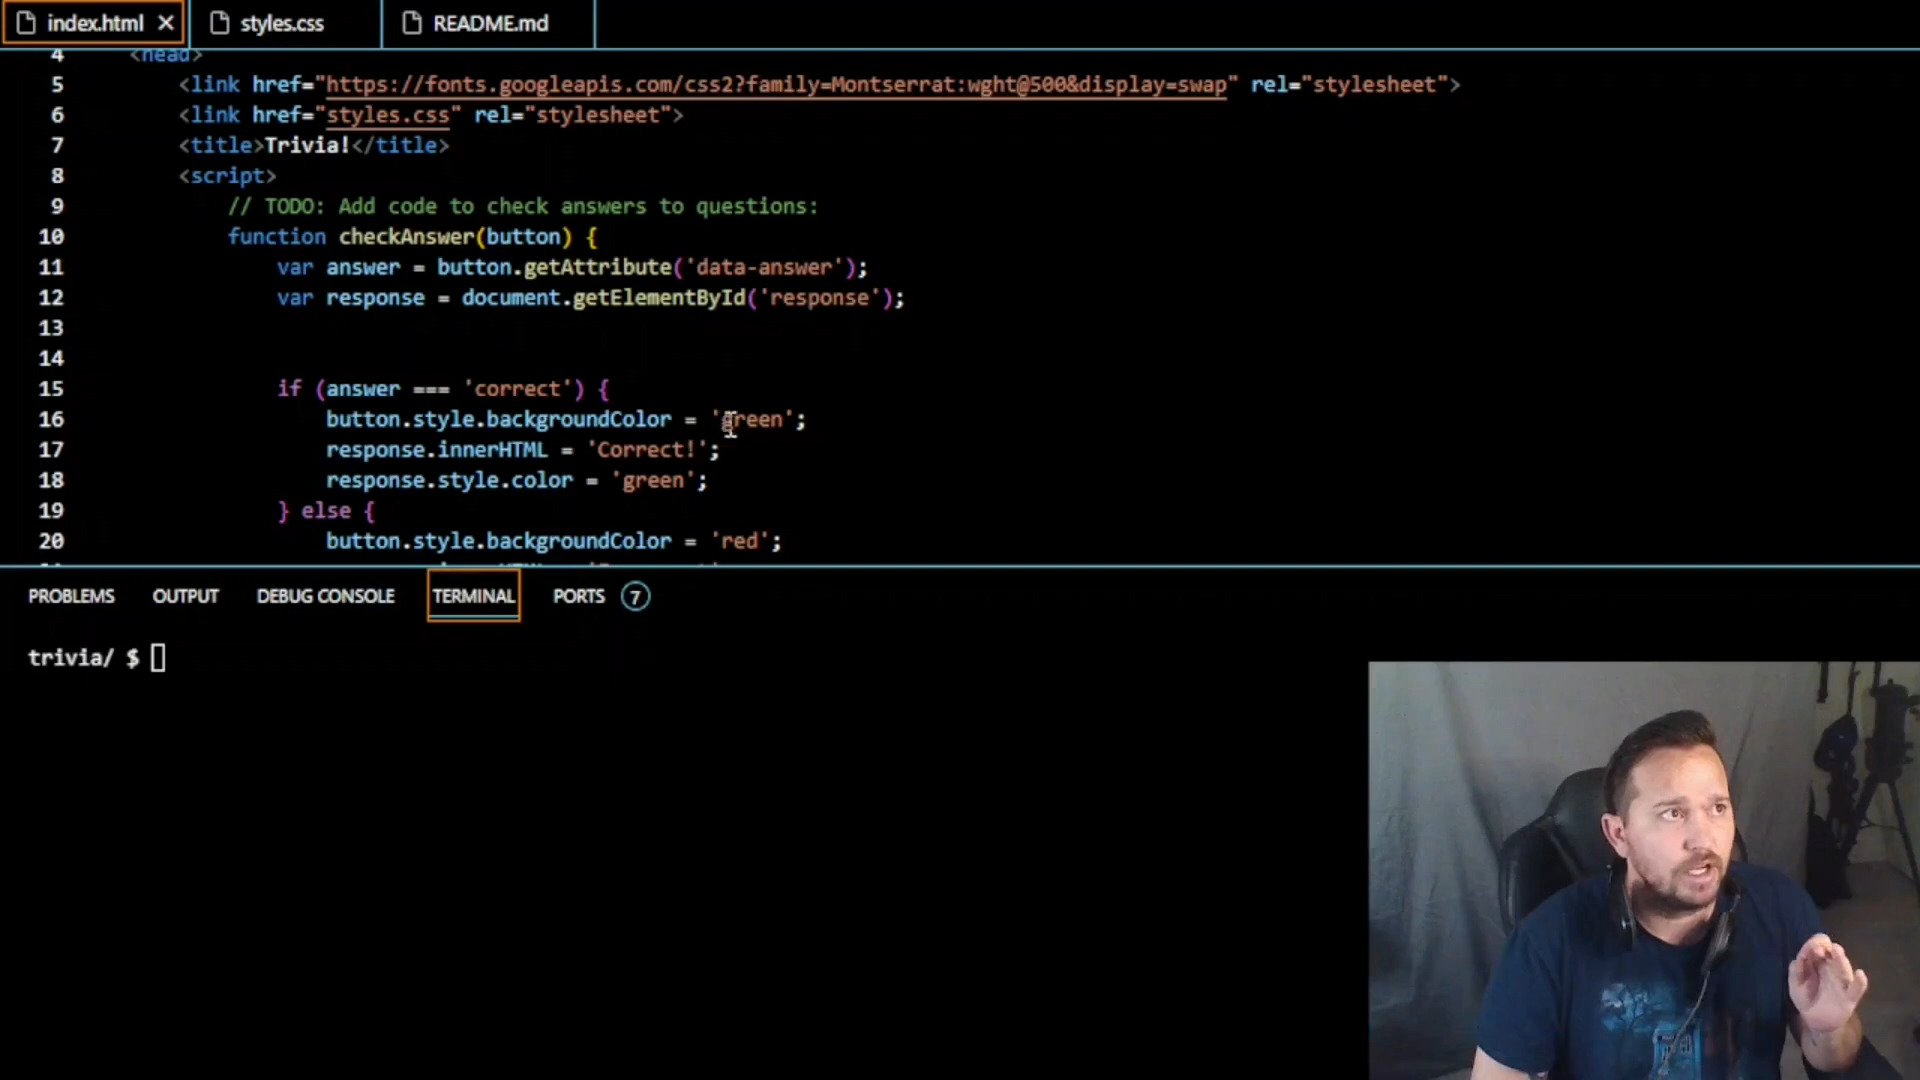 index.html styles.css README.md
4 <head>
5 <link href="https://fonts.googleapis.com/css2?family=Montserrat:wght@500&display=swap" rel="stylesheet">
6 <link href="styles.css" rel="stylesheet">
7 <title>Trivia!</title>
8 <script>
9 // TODO: Add code to check answers to questions:
10 function checkAnswer(button) {
11 var answer = button.getAttribute('data-answer');
12 var response = document.getElementById('response');
13
14
15 if (answer === 'correct') {
16 button.style.backgroundColor = 'green';
17 response.innerHTML = 'Correct!';
18 response.style.color = 'green';
19 } else {
20 button.style.backgroundColor = 'red';
PROBLEMS OUTPUT DEBUG CONSOLE TERMINAL PORTS 7
trivia/ $